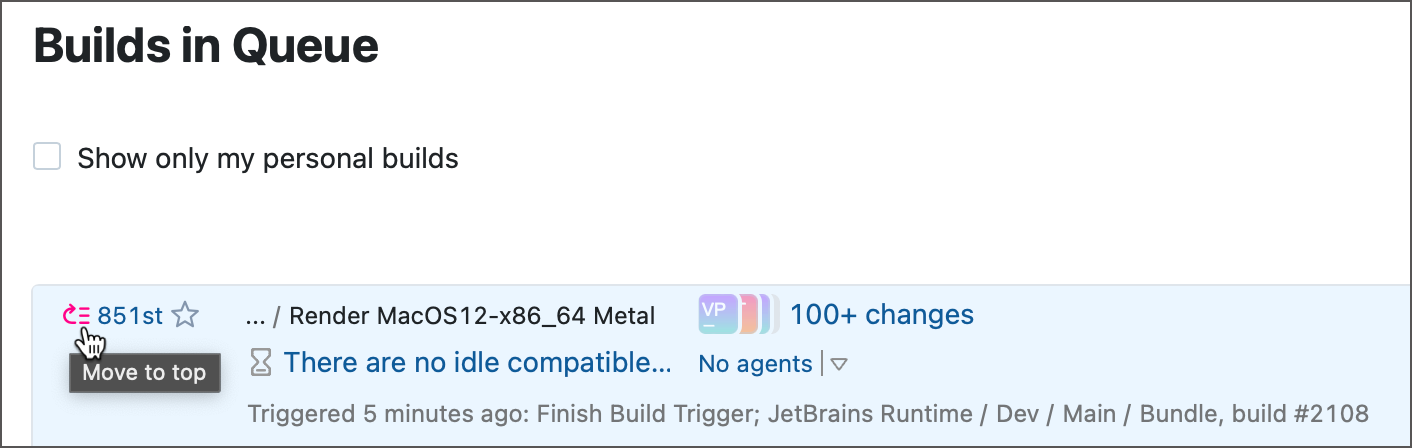 Builds in Queue
Show only my personal builds
851st ... / Render MacOS12-x86_64 Metal VP 100+ changes
There are no idle compatible... No agents
Move to top
Triggered 5 minutes ago: Finish Build Trigger; JetBrains Runtime / Dev / Main / Bundle, build #2108